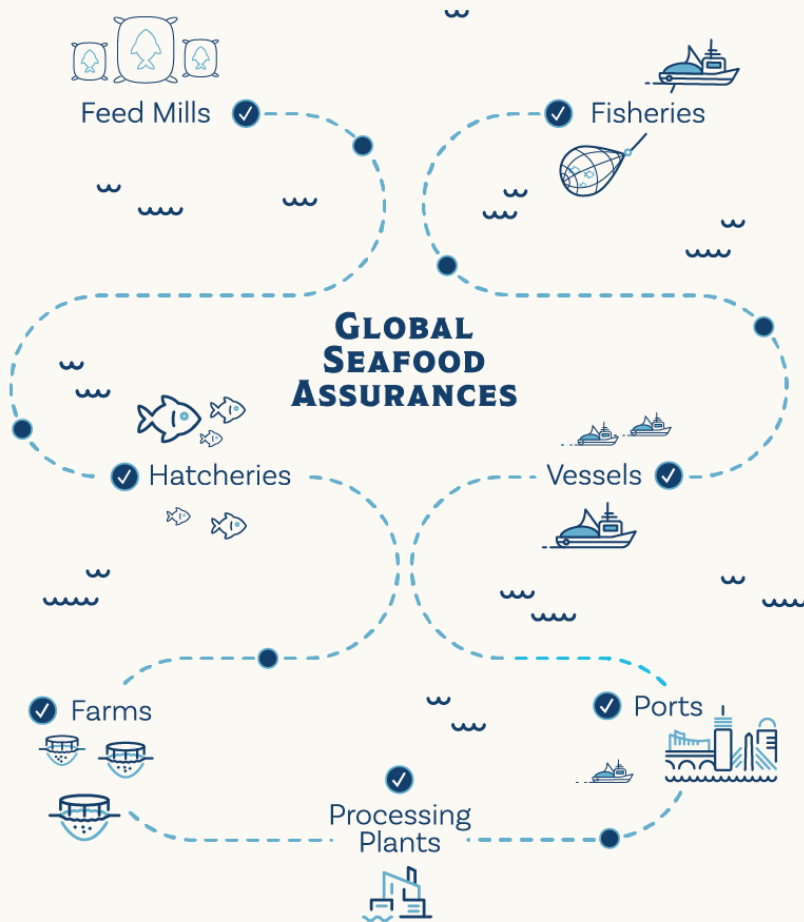 Feed Mills
Fisheries
GLOBAL
SEAFOOD
ASSURANCES
Hatcheries
Vessels
Farms
Ports
Processing
Plants